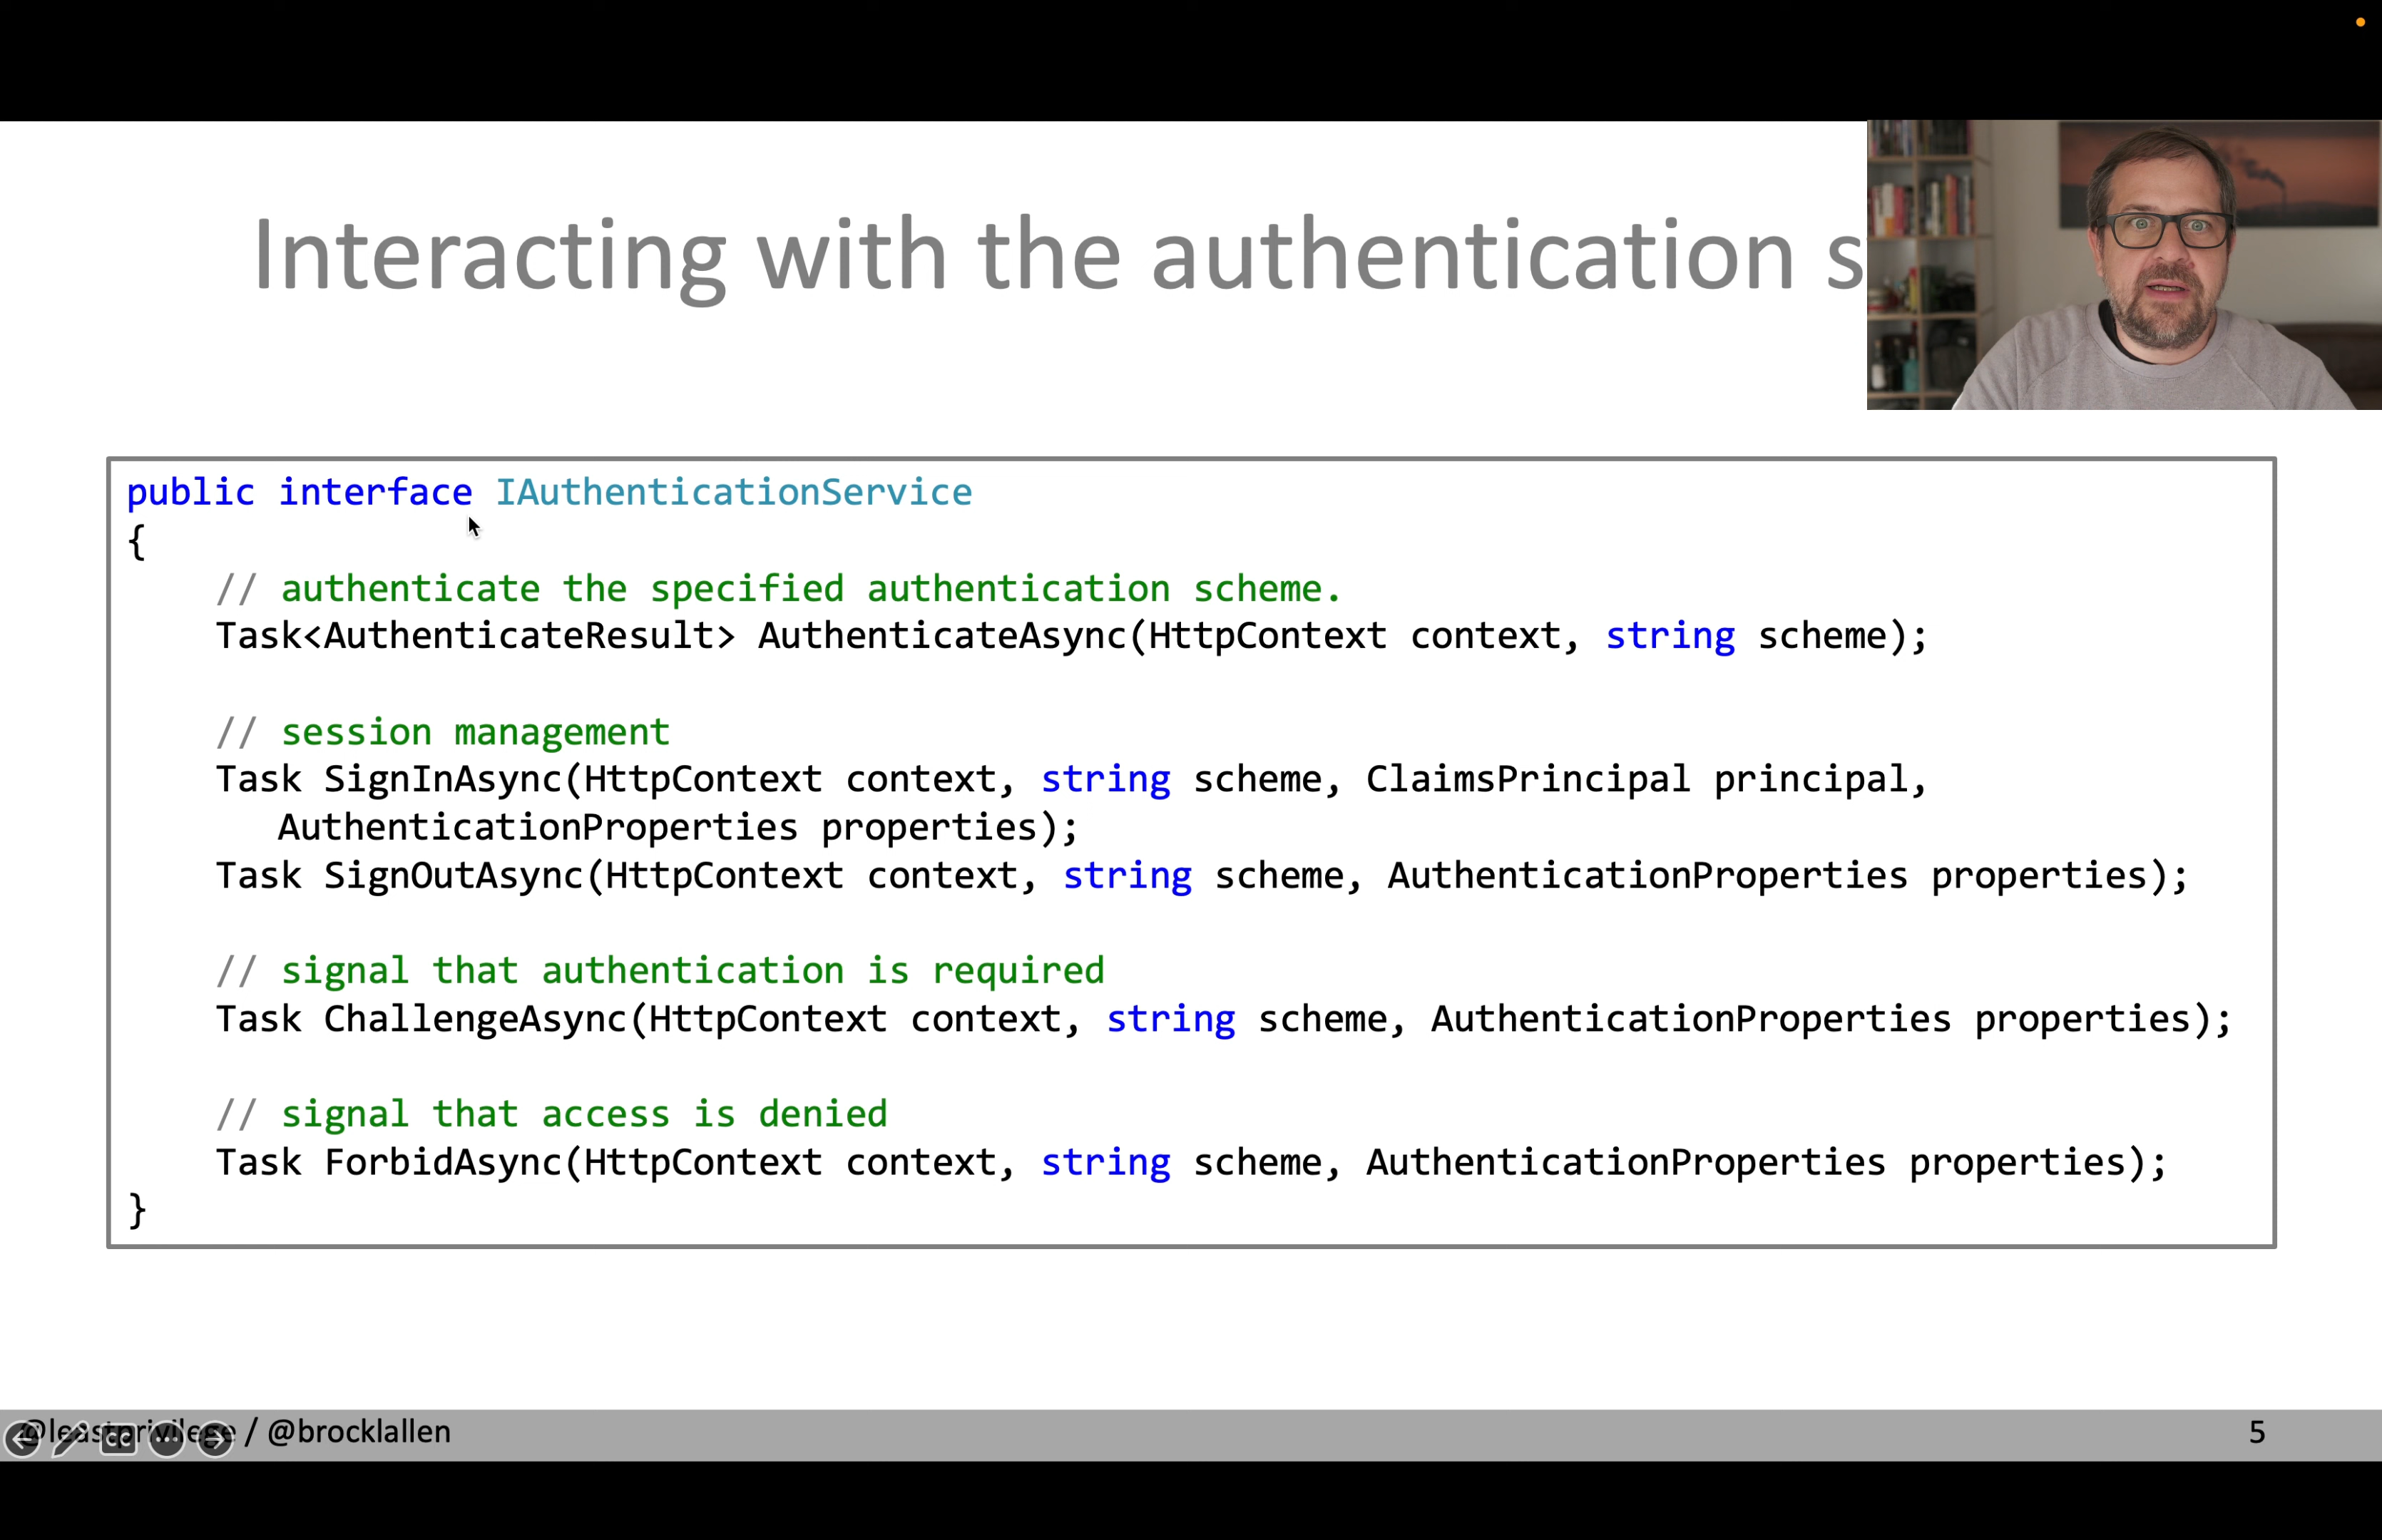 Interacting with the authentication s
public interface IAuthenticationService
{
// authenticate the specified authentication scheme.
Task<AuthenticateResult> AuthenticateAsync(HttpContext context, string scheme);
// session management
Task SignInAsync(HttpContext context, string scheme, ClaimsPrincipal principal,
AuthenticationProperties properties);
Task SignOutAsync(HttpContext context, string scheme, AuthenticationProperties properties);
// signal that authentication is required
Task ChallengeAsync(HttpContext context, string scheme, AuthenticationProperties properties);
// signal that access is denied
Task ForbidAsync(HttpContext context, string scheme, AuthenticationProperties properties);
}
@leastprivilege / @brocklallen
CC
5